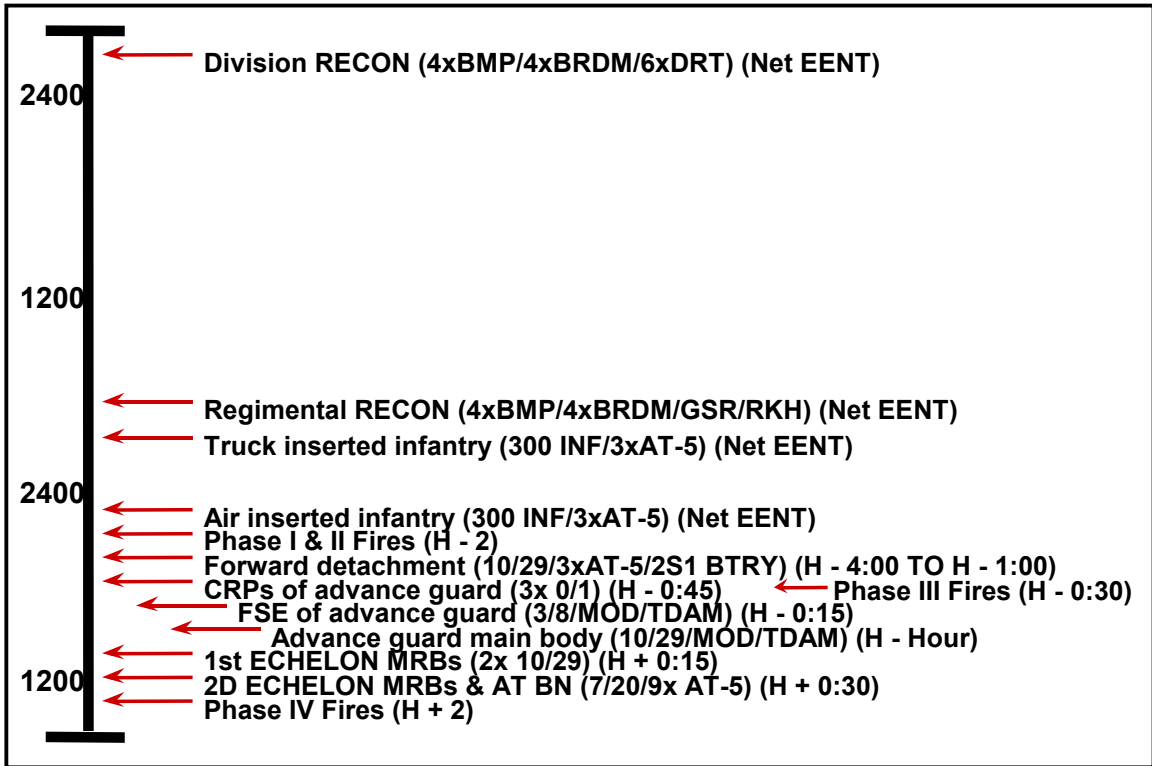 Division RECON (4xBMP/4xBRDM/6xDRT) (Net EENT)
2400
1200
Regimental RECON (4xBMP/4xBRDM/GSR/RKH) (Net EENT)
Truck inserted infantry (300 INF/3xAT-5) (Net EENT)
2400
Air inserted infantry (300 INF/3xAT-5) (Net EENT)
Phase I & II Fires (H - 2)
Forward detachment (10/29/3xAT-5/2S1 BTRY) (H - 4:00 TO H - 1:00)
CRPs of advance guard (3x 0/1) (H - 0:45)
Phase III Fires (H - 0:30)
FSE of advance guard (3/8/MOD/TDAM) (H - 0:15)
Advance guard main body (10/29/MOD/TDAM) (H - Hour)
1st ECHELON MRBs (2x 10/29) (H + 0:15)
1200
2D ECHELON MRBs & AT BN (7/20/9x AT-5) (H + 0:30)
Phase IV Fires (H + 2)